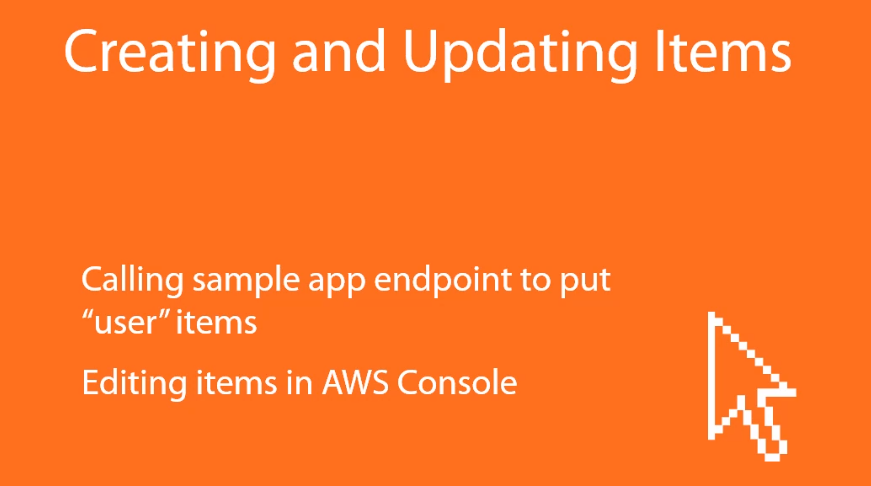 Creating and Updating Items
Calling sample app endpoint to put
“user” items
Editing items in AWS Console